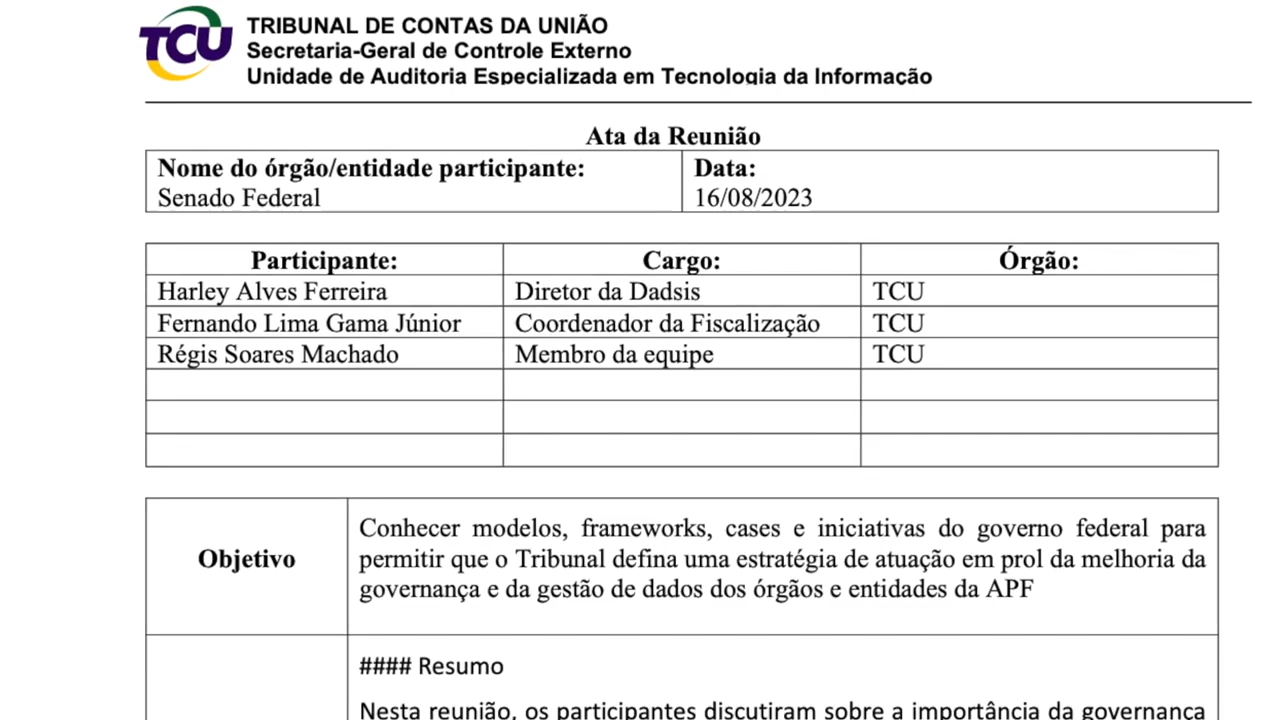 TCU
TRIBUNAL DE CONTAS DA UNIÃO
Secretaria-Geral de Controle Externo
Unidade de Auditoria Especializada em Tecnologia da Informação
Ata da Reunião
Nome do órgão/entidade participante:
Senado Federal
Data:
16/08/2023
Participante: Cargo: Órgão:
Harley Alves Ferreira Diretor da Dadsis TCU
Fernando Lima Gama Júnior Coordenador da Fiscalização TCU
Régis Soares Machado Membro da equipe TCU
Objetivo
Conhecer modelos, frameworks, cases e iniciativas do governo federal para
permitir que o Tribunal defina uma estratégia de atuação em prol da melhoria da
governança e da gestão de dados dos órgãos e entidades da APF
#### Resumo
Nesta reunião, os participantes discutiram sobre a importância da governança